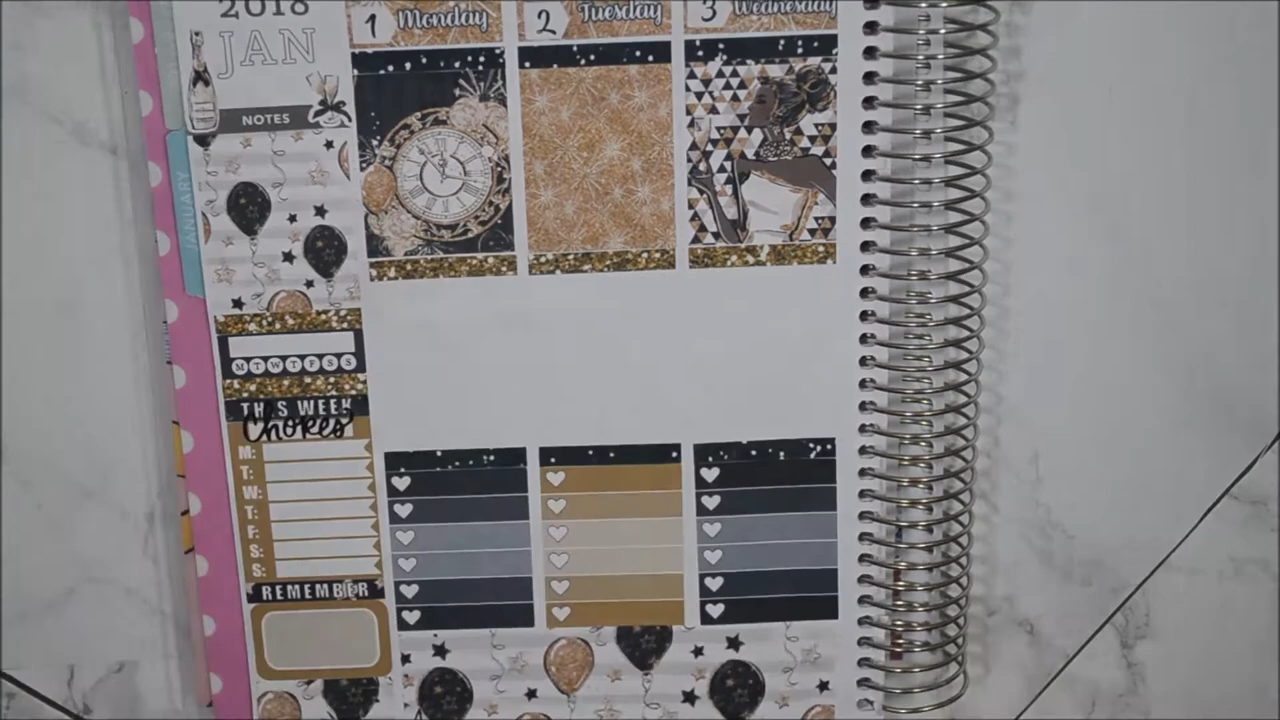 2018
JAN
NOTES
JANUARY
1 Monday
2 Tuesday
3 Wednesday
M T W T F S S
THIS WEEK
Chores
M:
T:
W:
T:
F:
S:
S:
REMEMBER